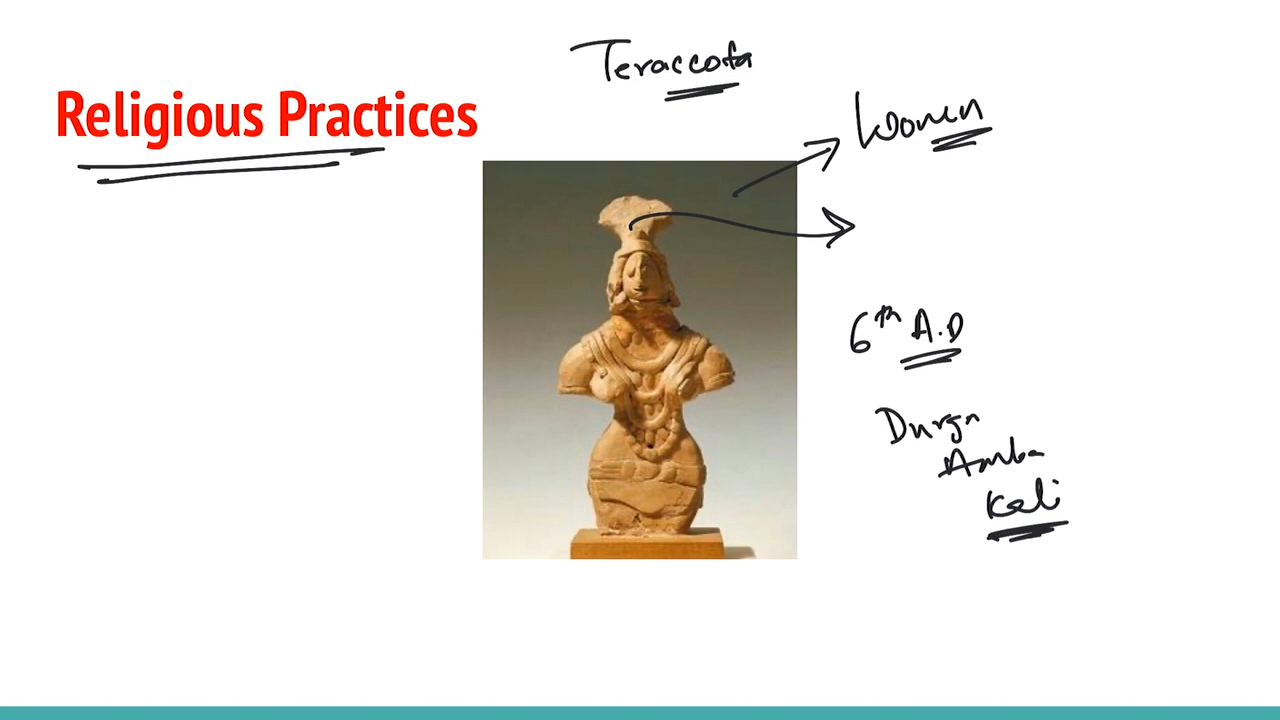 Teraccota
Religious Practices
Women
6th A.D
Durga
Amba
Kali